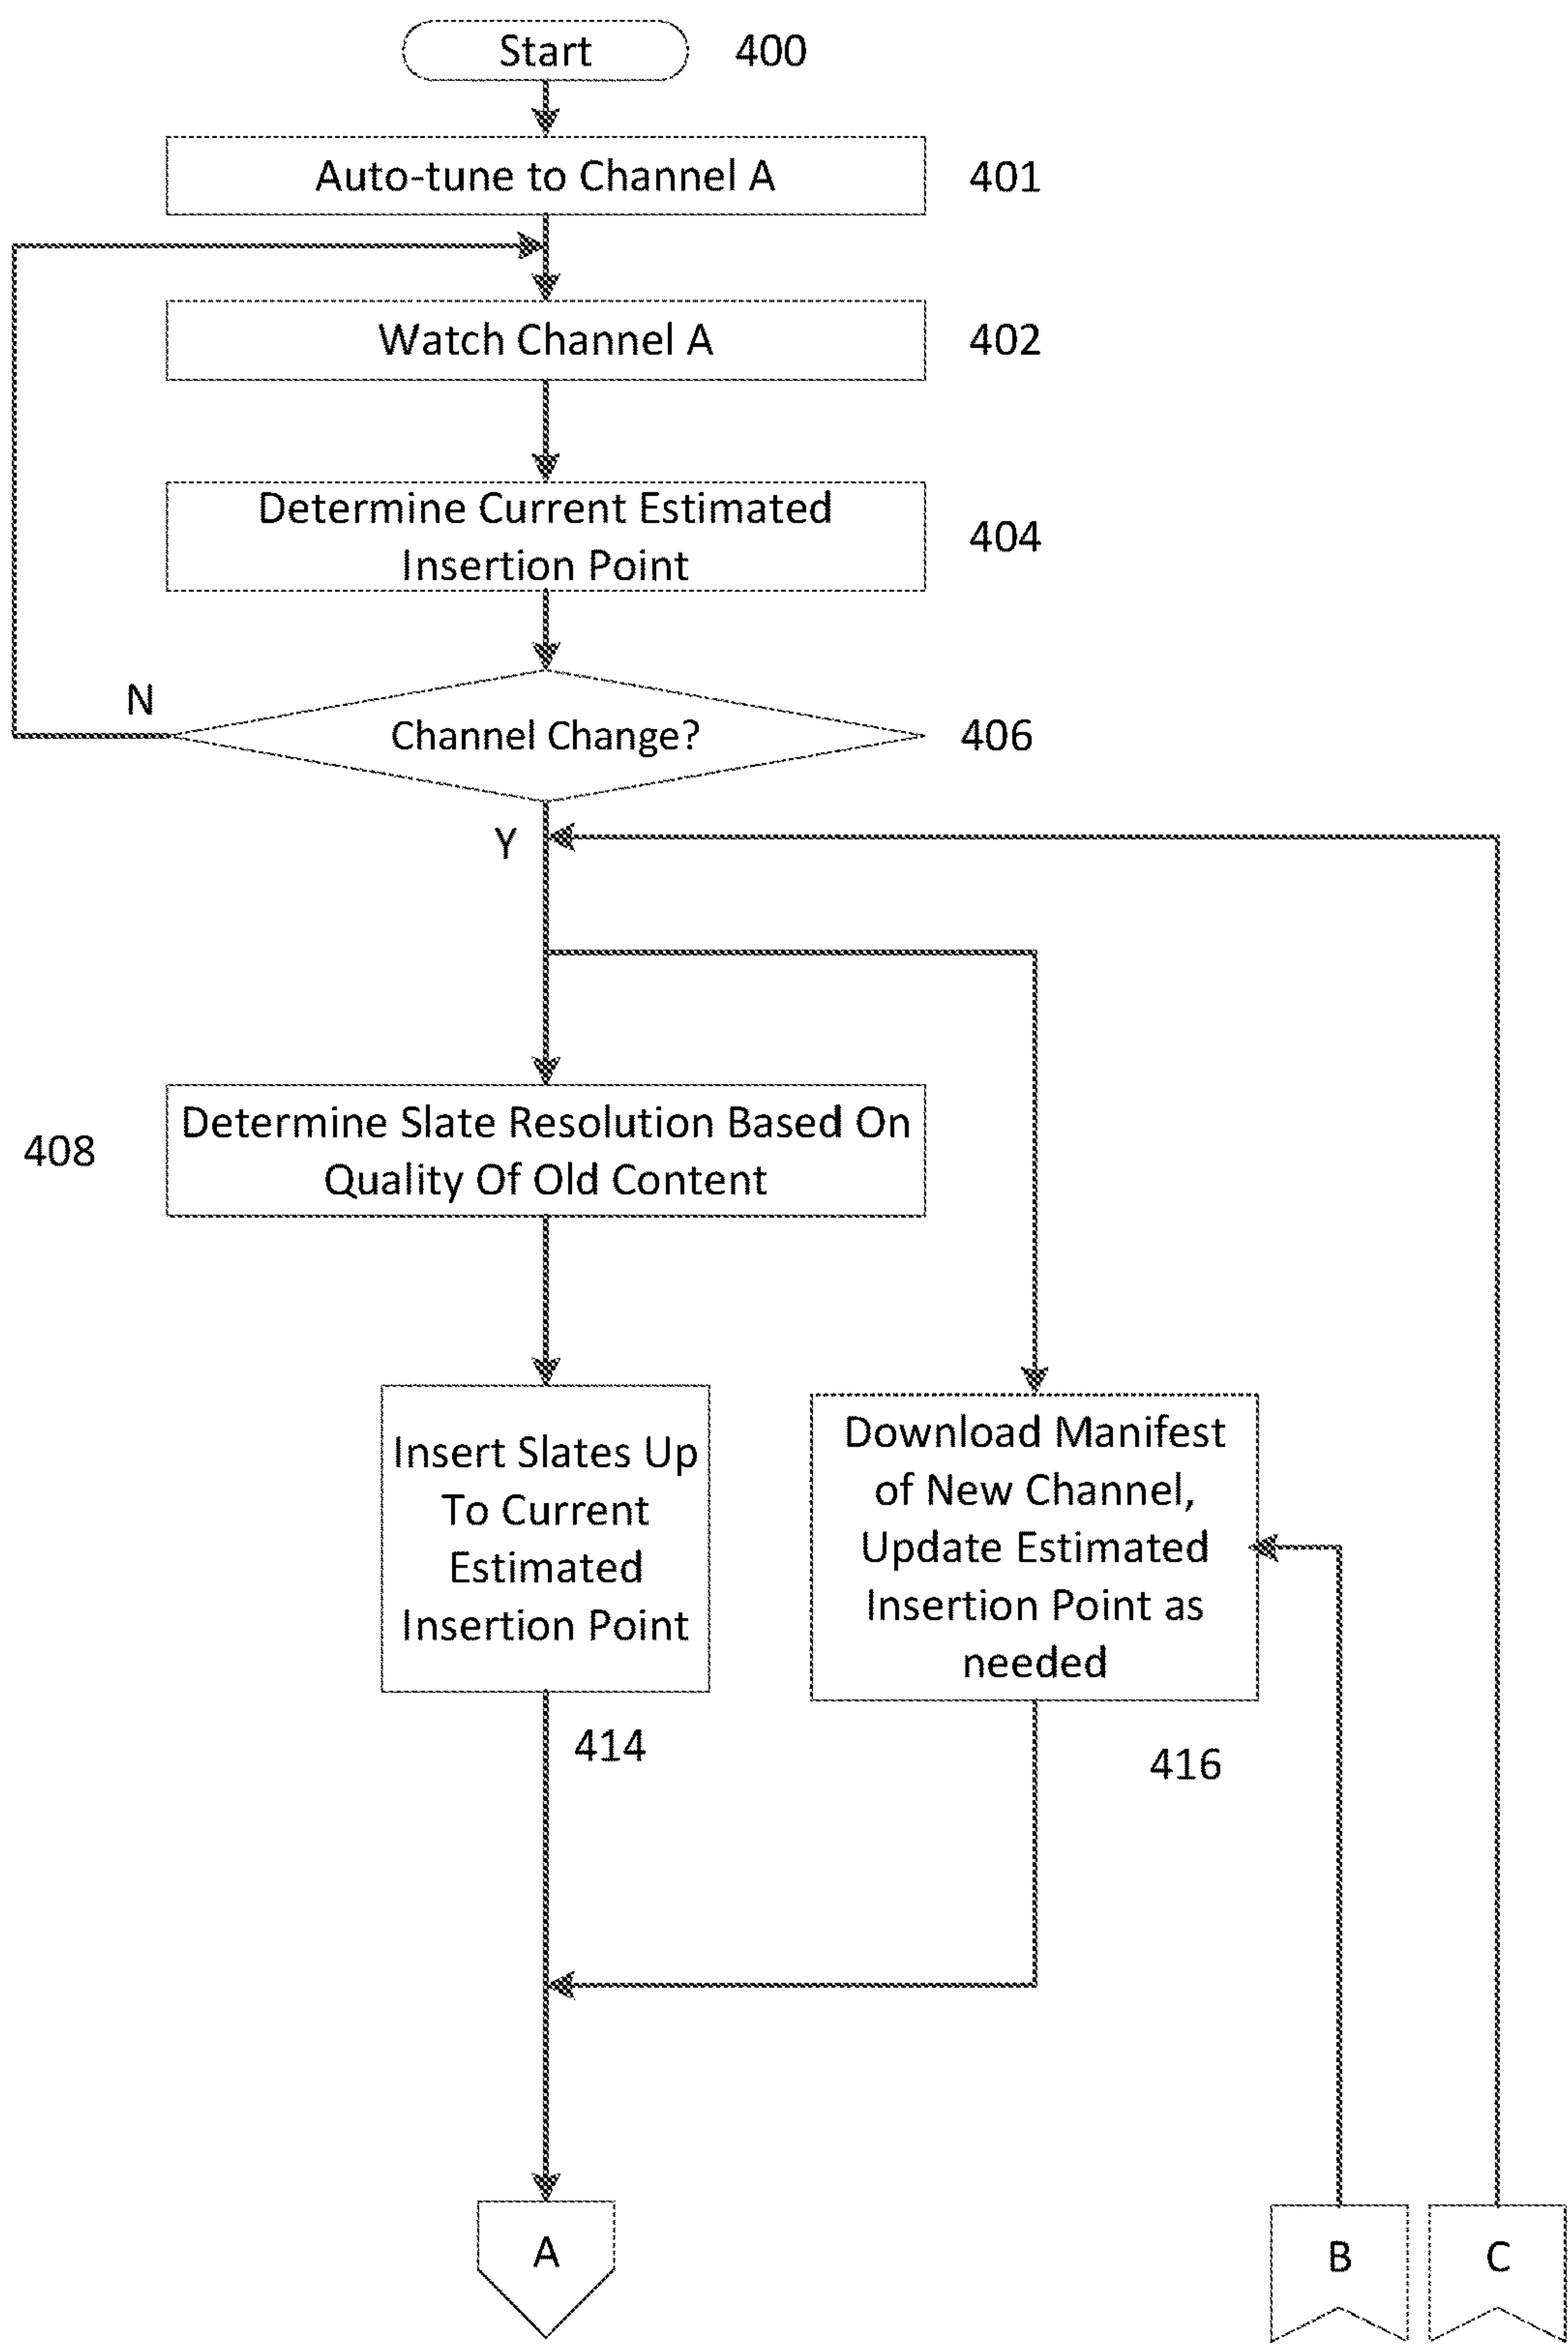 Start
400
Auto-tune to Channel A
401
Watch Channel A
402
Determine Current Estimated
Insertion Point
404
N
Channel Change?
406
Y
408
Determine Slate Resolution Based On
Quality Of Old Content
Insert Slates Up
To Current
Estimated
Insertion Point
414
Download Manifest
of New Channel,
Update Estimated
Insertion Point as
needed
416
A
B
C